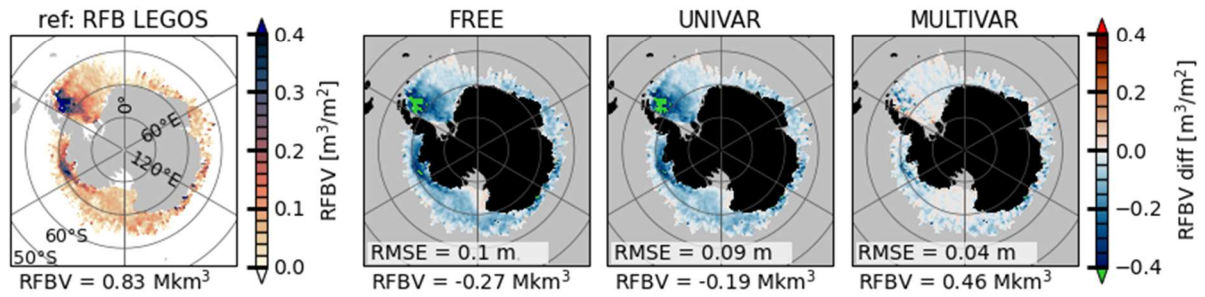 ref: RFB LEGOS
FREE
UNIVAR
MULTIVAR
0°
60°E
120°E
60°S
50°S
0.4
0.3
0.2
0.1
0.0
RFBV [m³/m²]
RMSE = 0.1 m
RMSE = 0.09 m
RMSE = 0.04 m
0.4
0.2
0.0
−0.2
−0.4
RFBV diff [m³/m²]
RFBV = 0.83 Mkm³
RFBV = -0.27 Mkm³
RFBV = -0.19 Mkm³
RFBV = 0.46 Mkm³